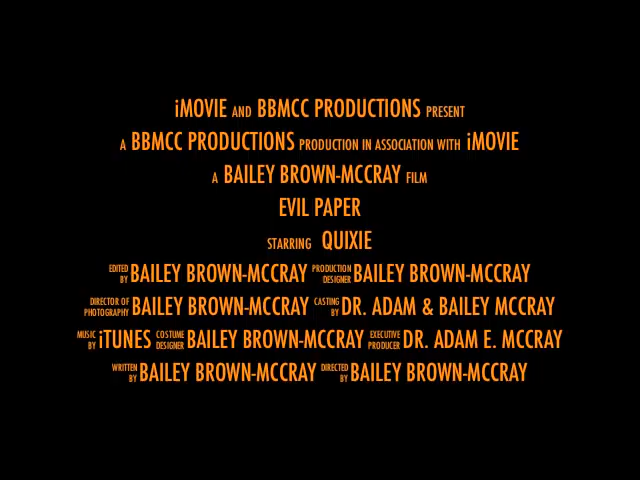 iMOVIE AND BBMCC PRODUCTIONS PRESENT
A BBMCC PRODUCTIONS PRODUCTION IN ASSOCIATION WITH iMOVIE
A BAILEY BROWN-MCCRAY FILM
EVIL PAPER
STARRING QUIXIE
EDITED BY BAILEY BROWN-MCCRAY PRODUCTION DESIGNER BAILEY BROWN-MCCRAY
DIRECTOR OF PHOTOGRAPHY BAILEY BROWN-MCCRAY CASTING BY DR. ADAM & BAILEY MCCRAY
MUSIC BY iTUNES COSTUME DESIGNER BAILEY BROWN-MCCRAY EXECUTIVE PRODUCER DR. ADAM E. MCCRAY
WRITTEN BY BAILEY BROWN-MCCRAY DIRECTED BY BAILEY BROWN-MCCRAY